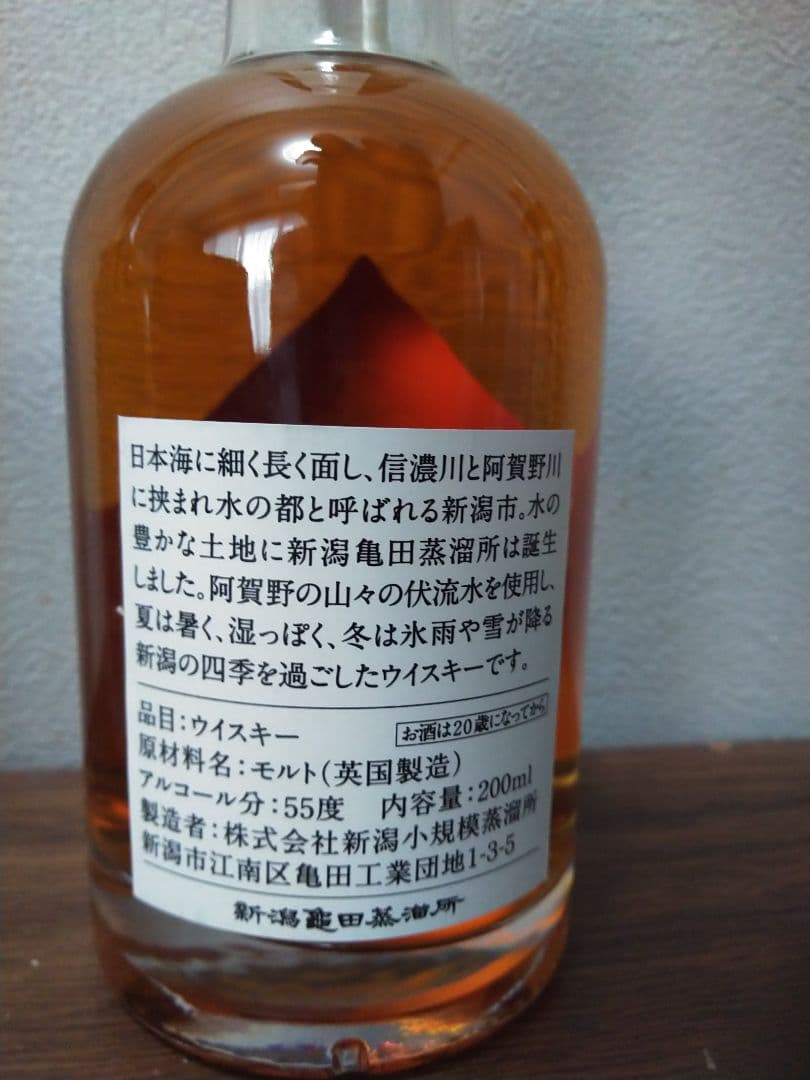 日本海に細く長く面し、信濃川と阿賀野川
に挟まれ水の都と呼ばれる新潟市。水の
豊かな土地に新潟亀田蒸溜所は誕生
しました。阿賀野の山々の伏流水を使用し、
夏は暑く、湿っぽく、冬は氷雨や雪が降る
新潟の四季を過ごしたウイスキーです。
品目:ウイスキー
お酒は20歳になってから
原材料名:モルト(英国製造)
アルコール分:55度 内容量:200ml
製造者:株式会社新潟小規模蒸溜所
新潟市江南区亀田工業団地1-3-5
新潟亀田蒸溜所